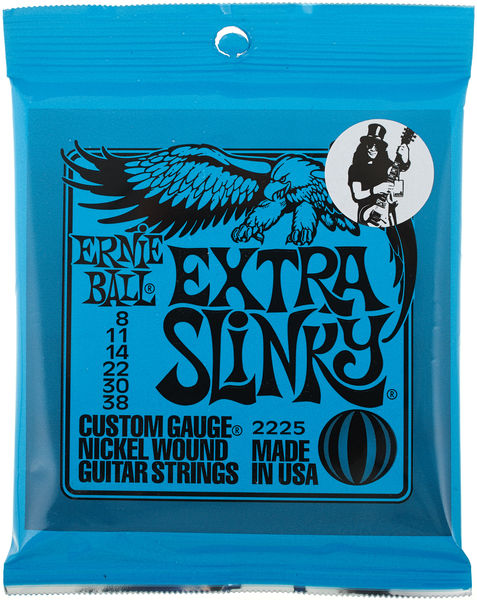 ERNIE
BALL®
EXTRA
SLINKY®
8
11
14
22
30
38
CUSTOM GAUGE® 2225
NICKEL WOUND MADE
GUITAR STRINGS IN USA